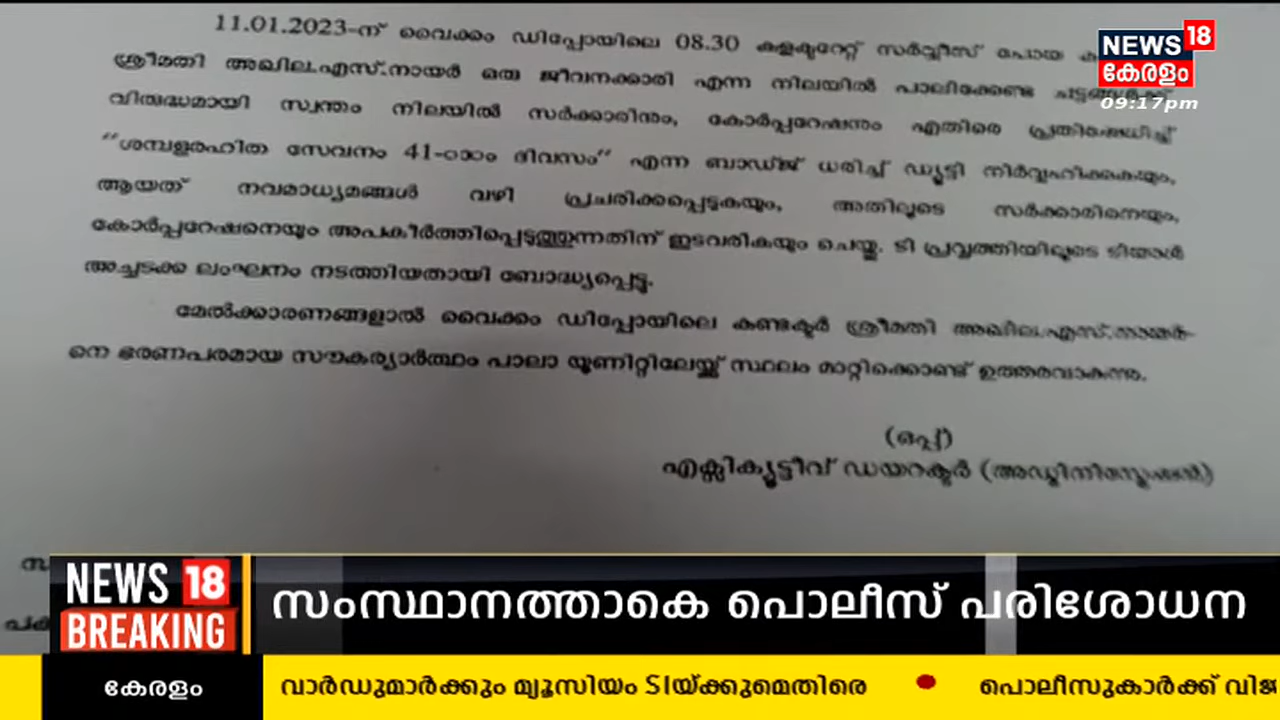 11.01.2023-ന് വൈക്കം ഡിപ്പോയിലെ 08.30 കളക്ടറേറ്റ് സർവ്വീസ് പോയ
ശ്രീമതി അഖില.എസ്.നായർ ഒരു ജീവനക്കാരി എന്ന നിലയിൽ പാലിക്കേണ്ട ചട്ടങ്ങൾക്ക്
വിരുദ്ധമായി സ്വന്തം നിലയിൽ സർക്കാരിനും, കോർപ്പറേഷനും എതിരെ പ്രതിഷേധിച്ച്
“ശമ്പളരഹിത സേവനം 41-ാം ദിവസം” എന്ന ബാഡ്ജ് ധരിച്ച് ഡ്യൂട്ടി നിർവ്വഹിക്കുകയും,
ആയത് നവമാധ്യമങ്ങൾ വഴി പ്രചരിക്കപ്പെടുകയും, അതിലൂടെ സർക്കാരിനെയും,
കോർപ്പറേഷനെയും അപകീർത്തിപ്പെടുത്തുന്നതിന് ഇടവരികയും ചെയ്തു. ടി പ്രവൃത്തിയിലൂടെ ടിയാൾ
അച്ചടക്ക ലംഘനം നടത്തിയതായി ബോദ്ധ്യപ്പെട്ടു.
മേൽക്കാരണങ്ങളാൽ വൈക്കം ഡിപ്പോയിലെ കണ്ടക്ടർ ശ്രീമതി അഖില.എസ്.നായർ-
നെ ഭരണപരമായ സൗകര്യാർത്ഥം പാലാ യൂണിറ്റിലേയ്ക്ക് സ്ഥലം മാറ്റിക്കൊണ്ട് ഉത്തരവാകുന്നു.
(ഒപ്പ്)
എക്സിക്യൂട്ടീവ് ഡയറക്ടർ (അഡ്മിനിസ്ട്രേഷൻ)
NEWS 18
കേരളം
09:17pm
NEWS 18
BREAKING
സംസ്ഥാനത്താകെ പൊലീസ് പരിശോധന
കേരളം
വാർഡുമാർക്കും മ്യൂസിയം SIയ്ക്കുമെതിരെ • പൊലീസുകാർക്ക്